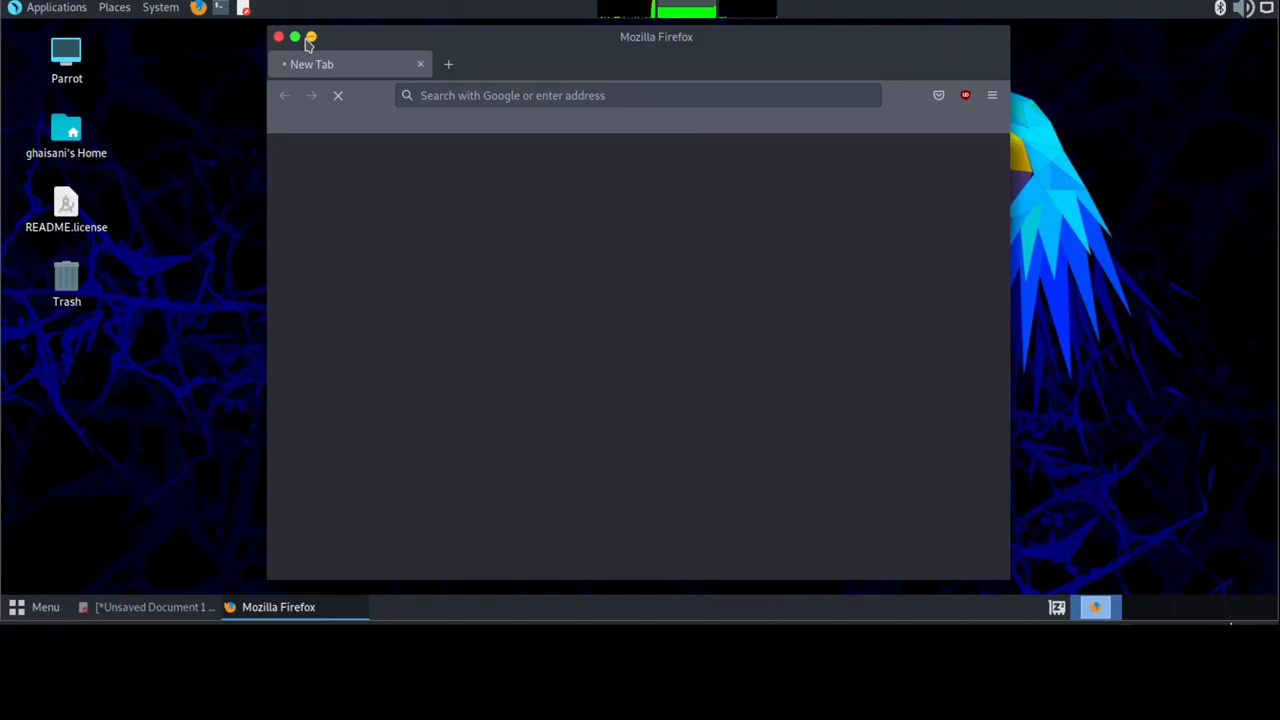 Applications Places System
Mozilla Firefox
New Tab
Search with Google or enter address
Parrot
ghaisani's Home
README.license
Trash
Menu
[*Unsaved Document 1 ...
Mozilla Firefox